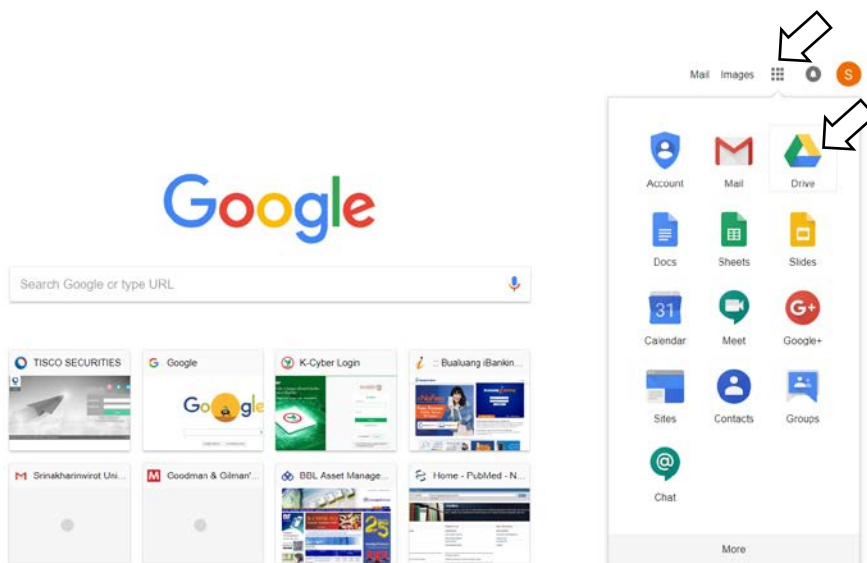 Mail Images S
Account Mail Drive
Google
Docs Sheets Slides
Search Google or type URL
31 G+
Calendar Meet Google+
TISCO SECURITIES Google K-Cyber Login :: Bualuang iBankin...
Sites Contacts Groups
Srinakharinwirot Uni... Goodman & Gilman'... BBL Asset Manage... Home - PubMed - N...
Chat
More